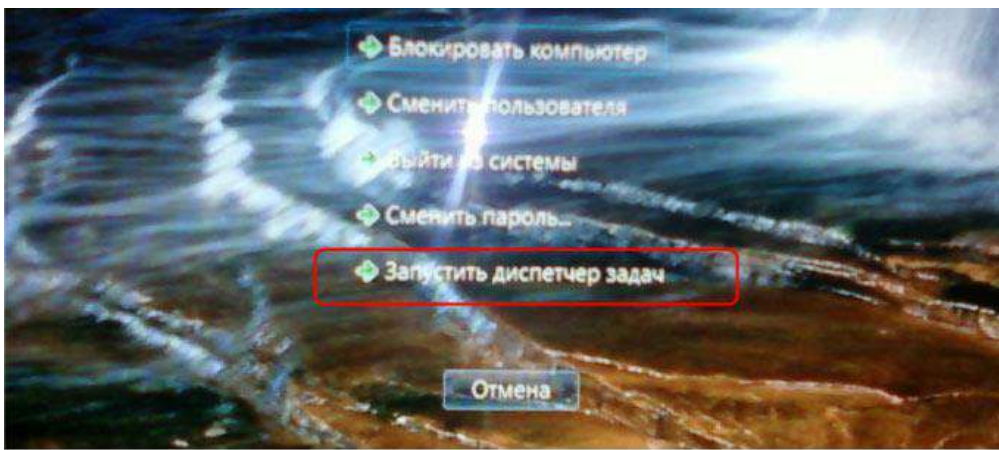 Блокировать компьютер
Сменить пользователя
Выйти из системы
Сменить пароль...
Запустить диспетчер задач
Отмена